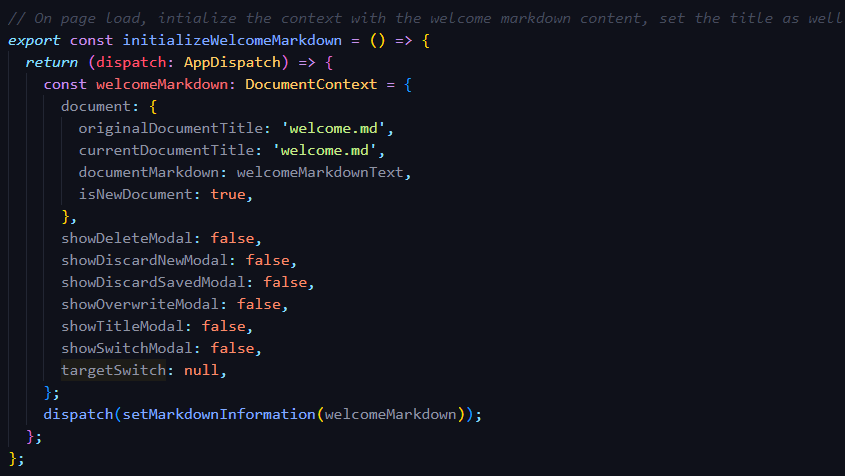 // On page load, intialize the context with the welcome markdown content, set the title as well
export const initializeWelcomeMarkdown = () => {
  return (dispatch: AppDispatch) => {
    const welcomeMarkdown: DocumentContext = {
      document: {
        originalDocumentTitle: 'welcome.md',
        currentDocumentTitle: 'welcome.md',
        documentMarkdown: welcomeMarkdownText,
        isNewDocument: true,
      },
      showDeleteModal: false,
      showDiscardNewModal: false,
      showDiscardSavedModal: false,
      showOverwriteModal: false,
      showTitleModal: false,
      showSwitchModal: false,
      targetSwitch: null,
    };
    dispatch(setMarkdownInformation(welcomeMarkdown));
  };
};